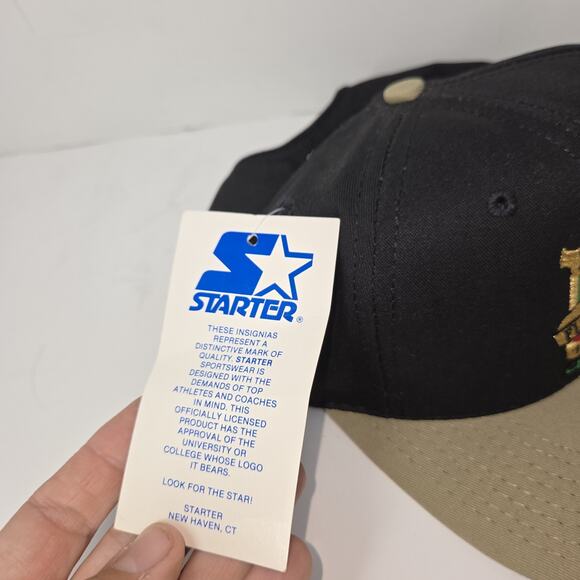 STARTER®
THESE INSIGNIAS
REPRESENT A
DISTINCTIVE MARK OF
QUALITY. STARTER
SPORTSWEAR IS
DESIGNED WITH THE
DEMANDS OF TOP
ATHLETES AND COACHES
IN MIND. THIS
OFFICIALLY LICENSED
PRODUCT HAS THE
APPROVAL OF THE
UNIVERSITY OR
COLLEGE WHOSE LOGO
IT BEARS.
LOOK FOR THE STAR!
STARTER
NEW HAVEN, CT